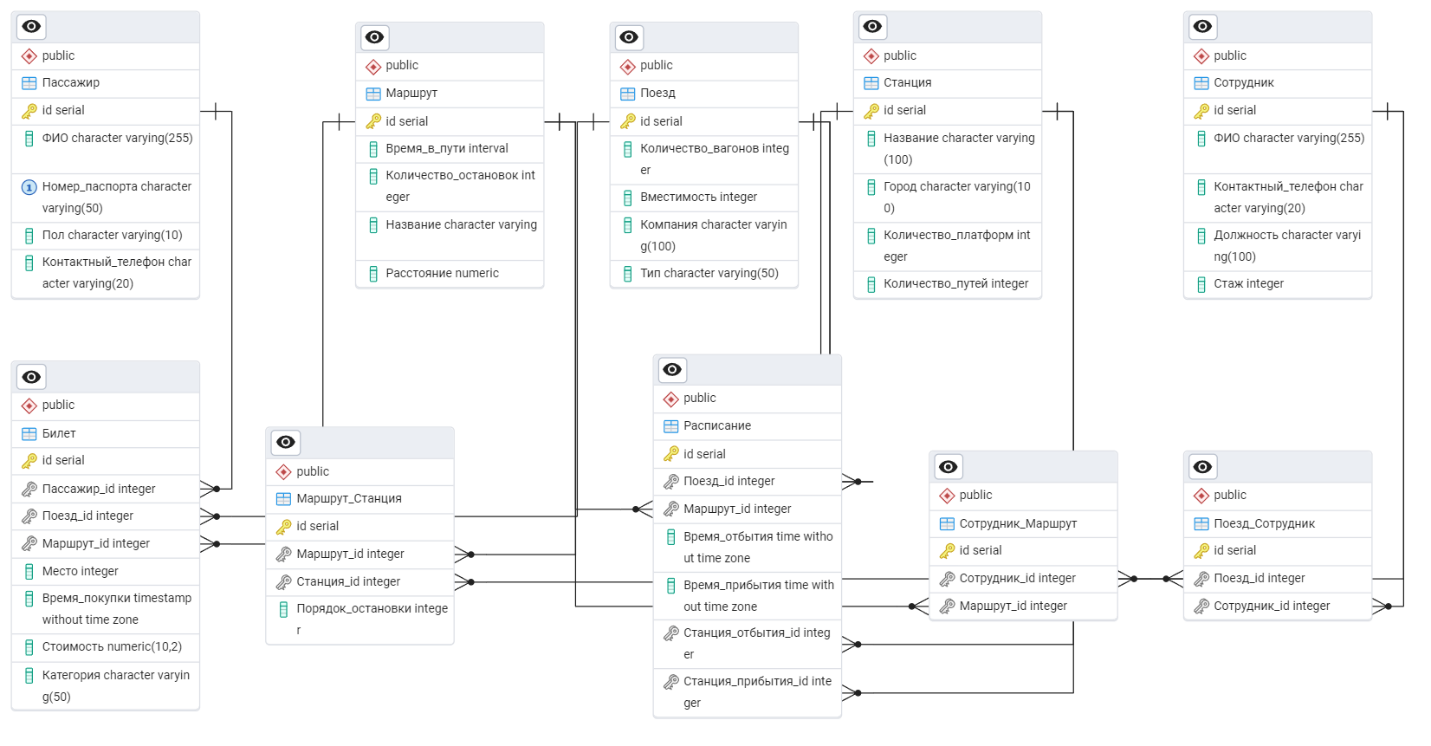 public
Пассажир
id serial
ФИО character varying(255)
Номер_паспорта character
varying(50)
Пол character varying(10)
Контактный_телефон char
acter varying(20)
public
Маршрут
id serial
Время_в_пути interval
Количество_остановок int
eger
Название character varying
Расстояние numeric
public
Поезд
id serial
Количество_вагонов integ
er
Вместимость integer
Компания character varyin
g(100)
Тип character varying(50)
public
Станция
id serial
Название character varying
(100)
Город character varying(10
0)
Количество_платформ int
eger
Количество_путей integer
public
Сотрудник
id serial
ФИО character varying(255)
Контактный_телефон char
acter varying(20)
Должность character varyi
ng(100)
Стаж integer
public
Билет
id serial
Пассажир_id integer
Поезд_id integer
Маршрут_id integer
Место integer
Время_покупки timestamp
without time zone
Стоимость numeric(10,2)
Категория character varyin
g(50)
public
Маршрут_Станция
id serial
Маршрут_id integer
Станция_id integer
Порядок_остановки intege
r
public
Расписание
id serial
Поезд_id integer
Маршрут_id integer
Время_отбытия time witho
ut time zone
Время_прибытия time with
out time zone
Станция_отбытия_id integ
er
Станция_прибытия_id inte
ger
public
Сотрудник_Маршрут
id serial
Сотрудник_id integer
Маршрут_id integer
public
Поезд_Сотрудник
id serial
Поезд_id integer
Сотрудник_id integer